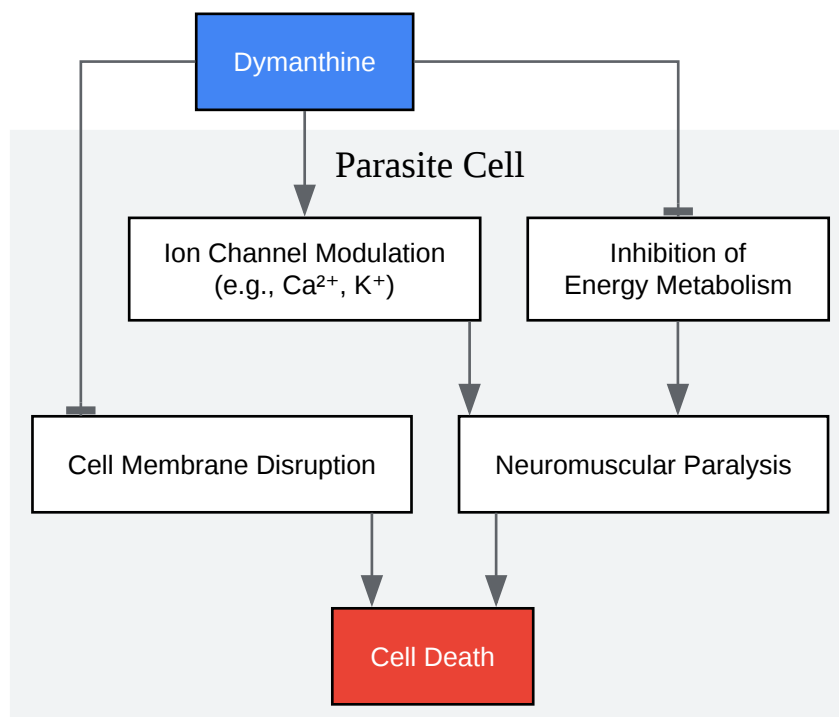 Dymanthine
Parasite Cell
Ion Channel Modulation
(e.g., Ca²⁺, K⁺)
Inhibition of
Energy Metabolism
Cell Membrane Disruption
Neuromuscular Paralysis
Cell Death